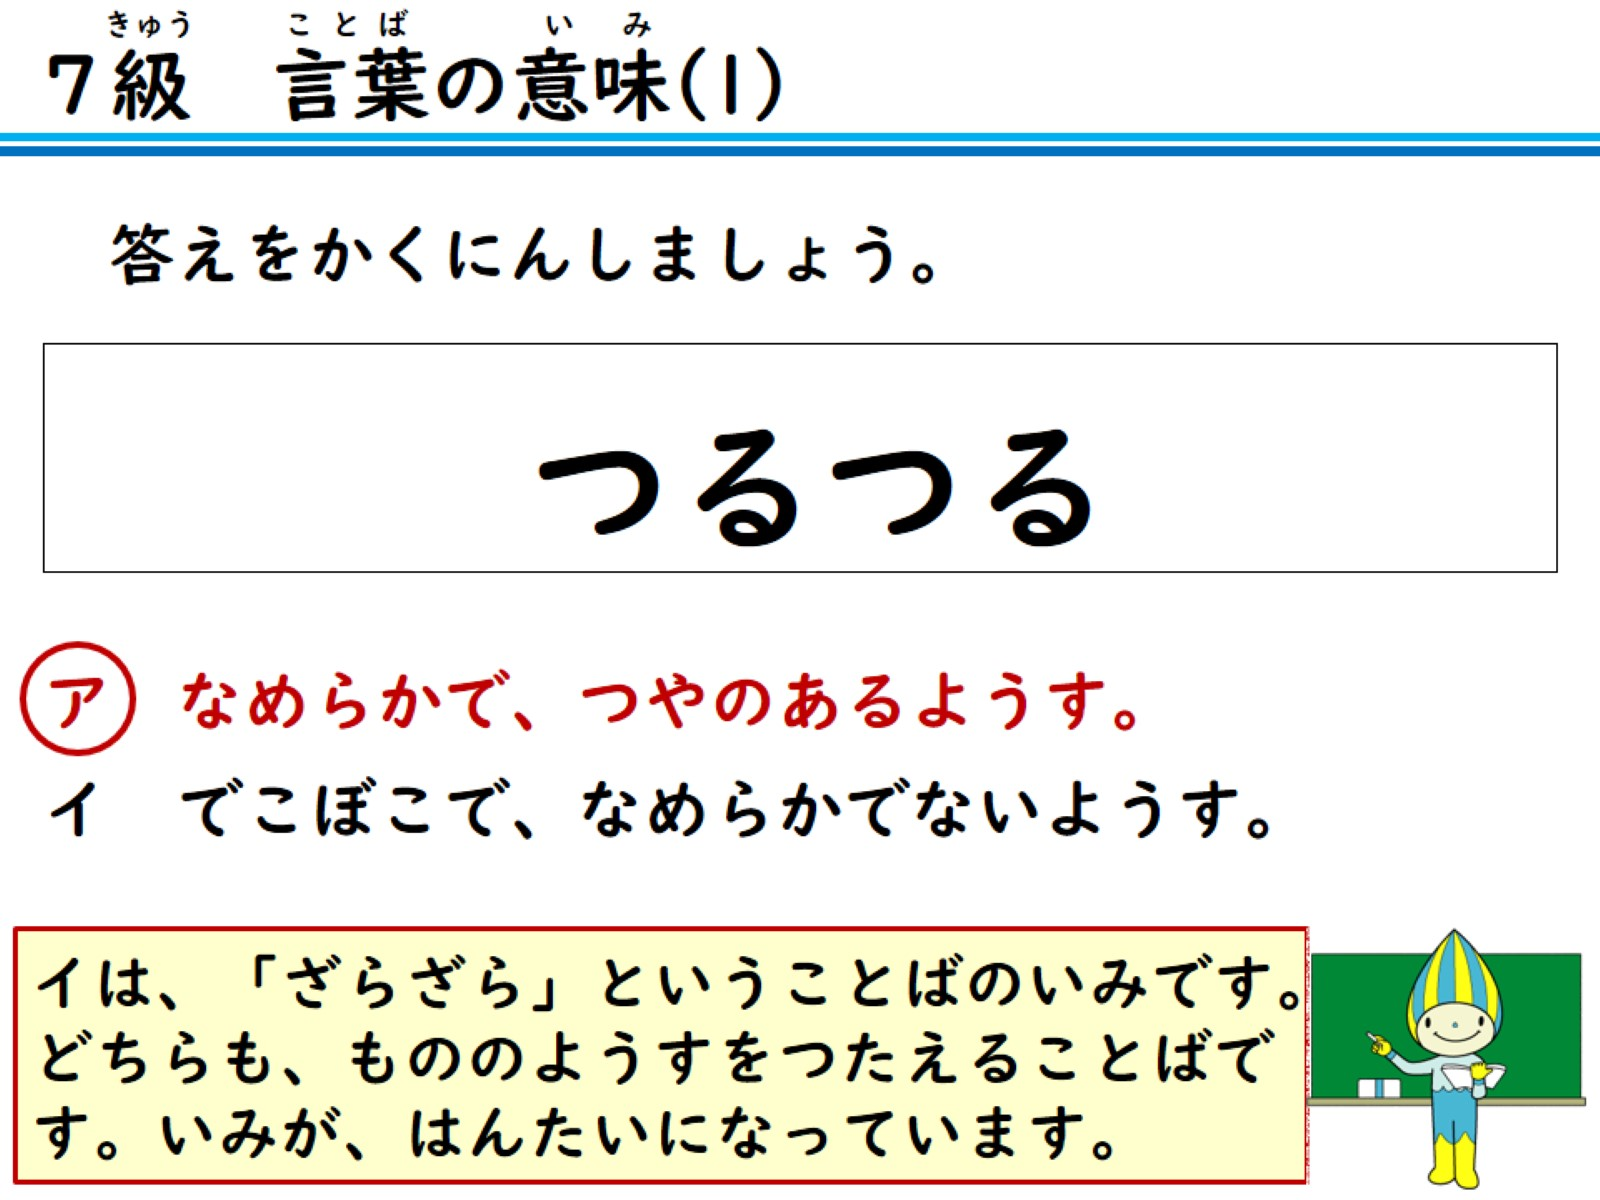 きゅう ことば いみ
7級 言葉の意味(1)
答えをかくにんしましょう。
つるつる
ア なめらかで、つやのあるようす。
イ でこぼこで、なめらかでないようす。
イは、「ざらざら」ということばのいみです。
どちらも、もののようすをつたえることばで
す。いみが、はんたいになっています。